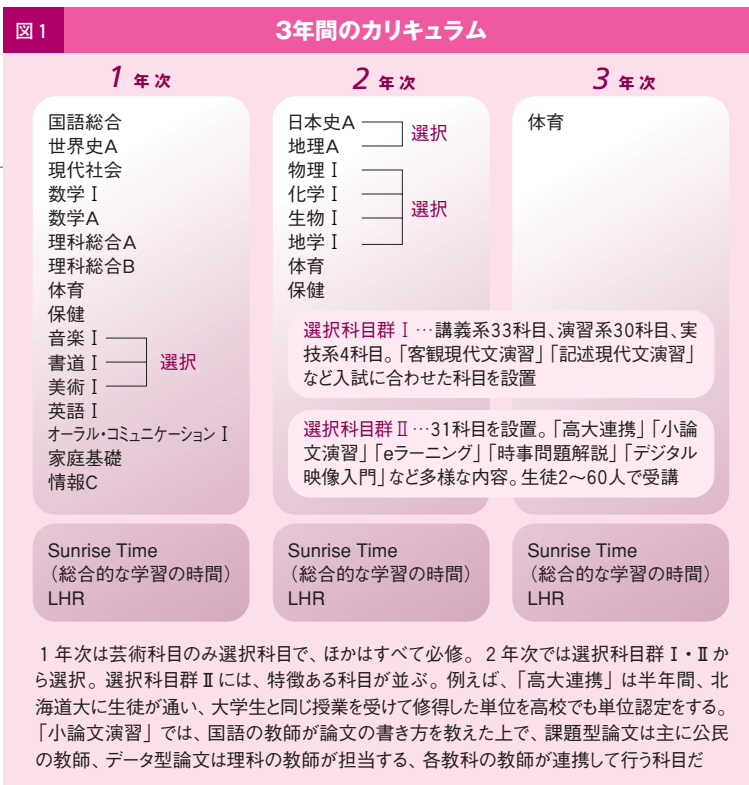 図1
3年間のカリキュラム
1 年次
国語総合
世界史A
現代社会
数学Ⅰ
数学A
理科総合A
理科総合B
体育
保健
音楽Ⅰ
書道Ⅰ
美術Ⅰ
選択
英語Ⅰ
オーラル・コミュニケーションⅠ
家庭基礎
情報C
Sunrise Time
（総合的な学習の時間）
LHR
2 年次
日本史A
地理A
選択
物理Ⅰ
化学Ⅰ
生物Ⅰ
地学Ⅰ
選択
体育
保健
3 年次
体育
選択科目群Ⅰ…講義系33科目、演習系30科目、実
技系4科目。「客観現代文演習」「記述現代文演習」
など入試に合わせた科目を設置
選択科目群Ⅱ…31科目を設置。「高大連携」「小論
文演習」「eラーニング」「時事問題解説」「デジタル
映像入門」など多様な内容。生徒2〜60人で受講
Sunrise Time
（総合的な学習の時間）
LHR
Sunrise Time
（総合的な学習の時間）
LHR
1年次は芸術科目のみ選択科目で、ほかはすべて必修。2年次では選択科目群Ⅰ・Ⅱか
ら選択。選択科目群Ⅱには、特徴ある科目が並ぶ。例えば、「高大連携」は半年間、北
海道大に生徒が通い、大学生と同じ授業を受けて修得した単位を高校でも単位認定をする。
「小論文演習」では、国語の教師が論文の書き方を教えた上で、課題型論文は主に公民
の教師、データ型論文は理科の教師が担当する、各教科の教師が連携して行う科目だ